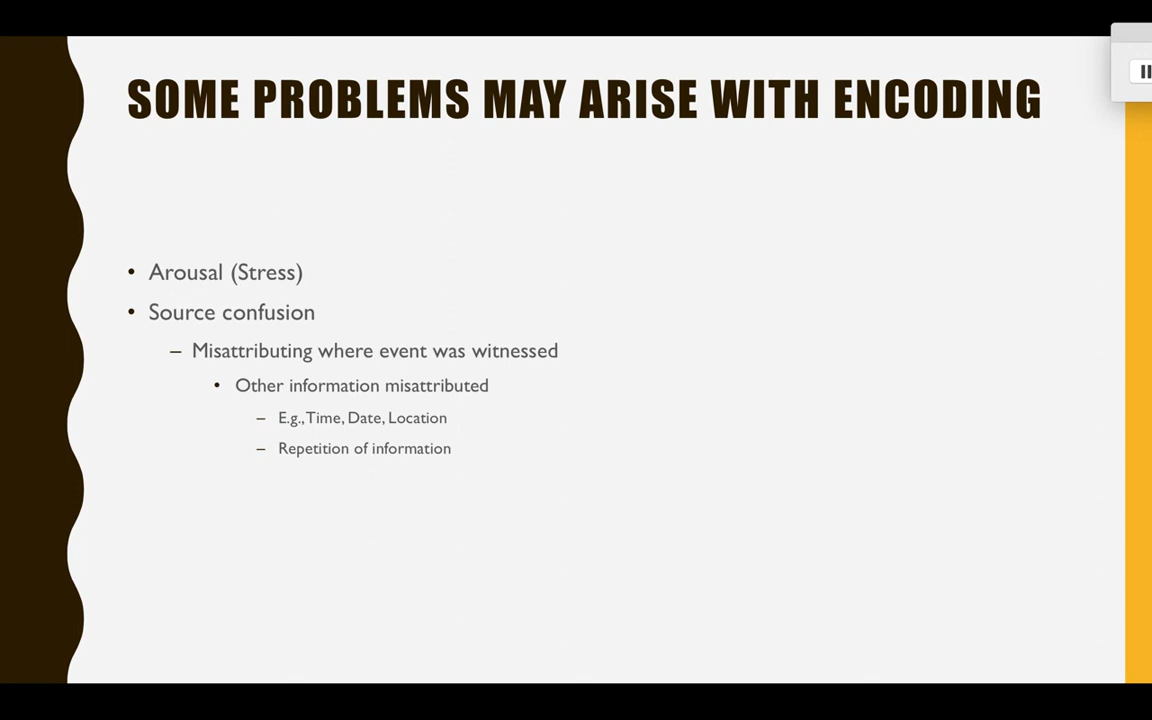 SOME PROBLEMS MAY ARISE WITH ENCODING
• Arousal (Stress)
• Source confusion
– Misattributing where event was witnessed
• Other information misattributed
– E.g., Time, Date, Location
– Repetition of information